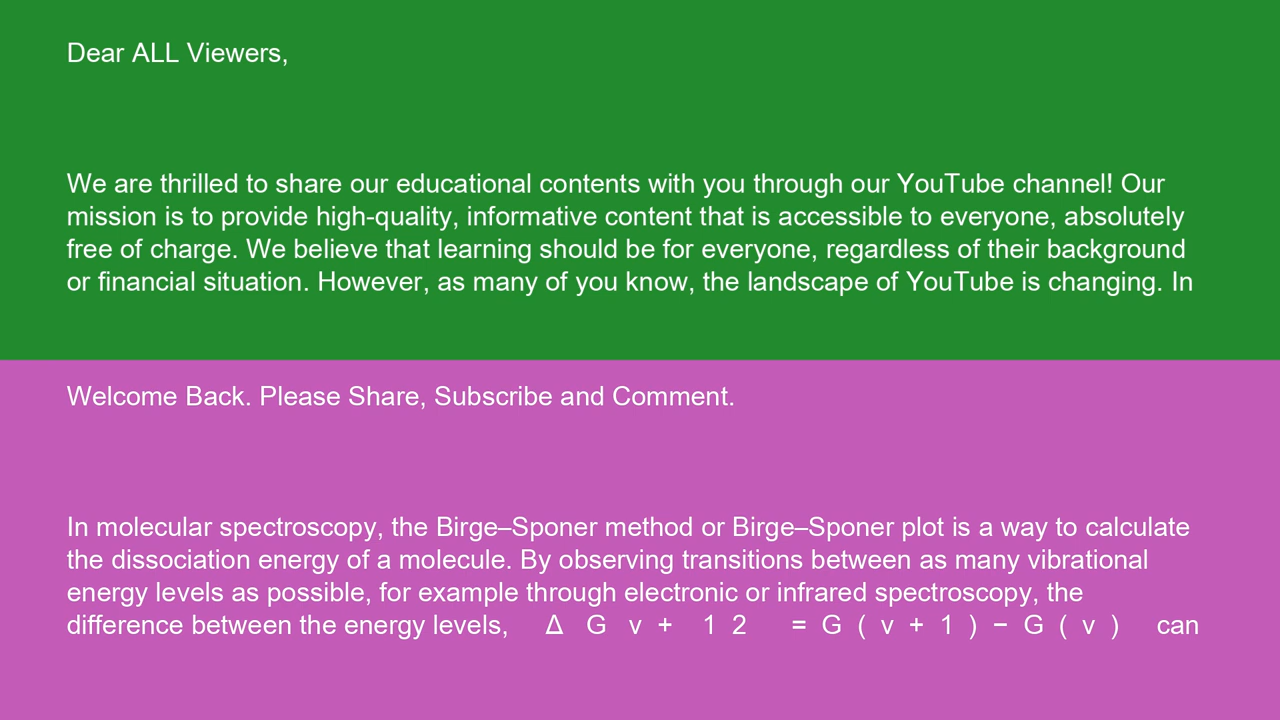 Dear ALL Viewers,
We are thrilled to share our educational contents with you through our YouTube channel! Our
mission is to provide high-quality, informative content that is accessible to everyone, absolutely
free of charge. We believe that learning should be for everyone, regardless of their background
or financial situation. However, as many of you know, the landscape of YouTube is changing. In
Welcome Back. Please Share, Subscribe and Comment.
In molecular spectroscopy, the Birge–Sponer method or Birge–Sponer plot is a way to calculate
the dissociation energy of a molecule. By observing transitions between as many vibrational
energy levels as possible, for example through electronic or infrared spectroscopy, the
difference between the energy levels, Δ G v + 1 2 = G ( v + 1 ) − G ( v ) can